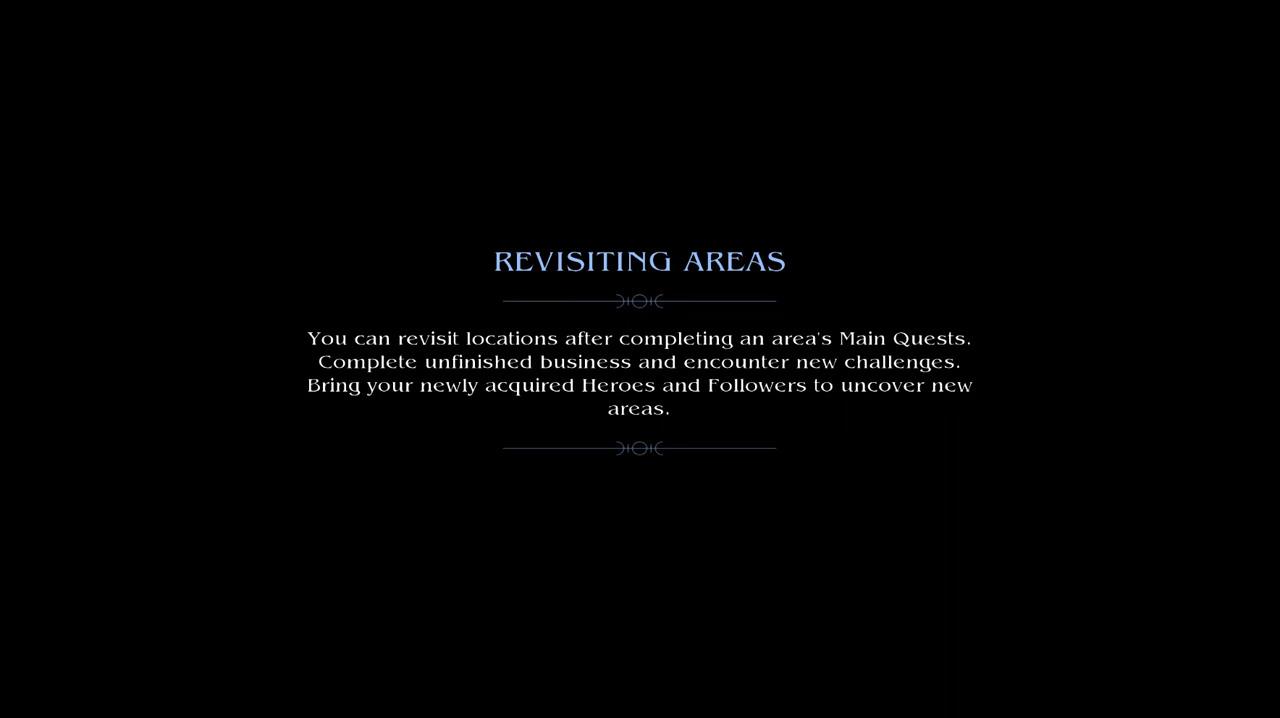 REVISITING AREAS
You can revisit locations after completing an area's Main Quests.
Complete unfinished business and encounter new challenges.
Bring your newly acquired Heroes and Followers to uncover new
areas.